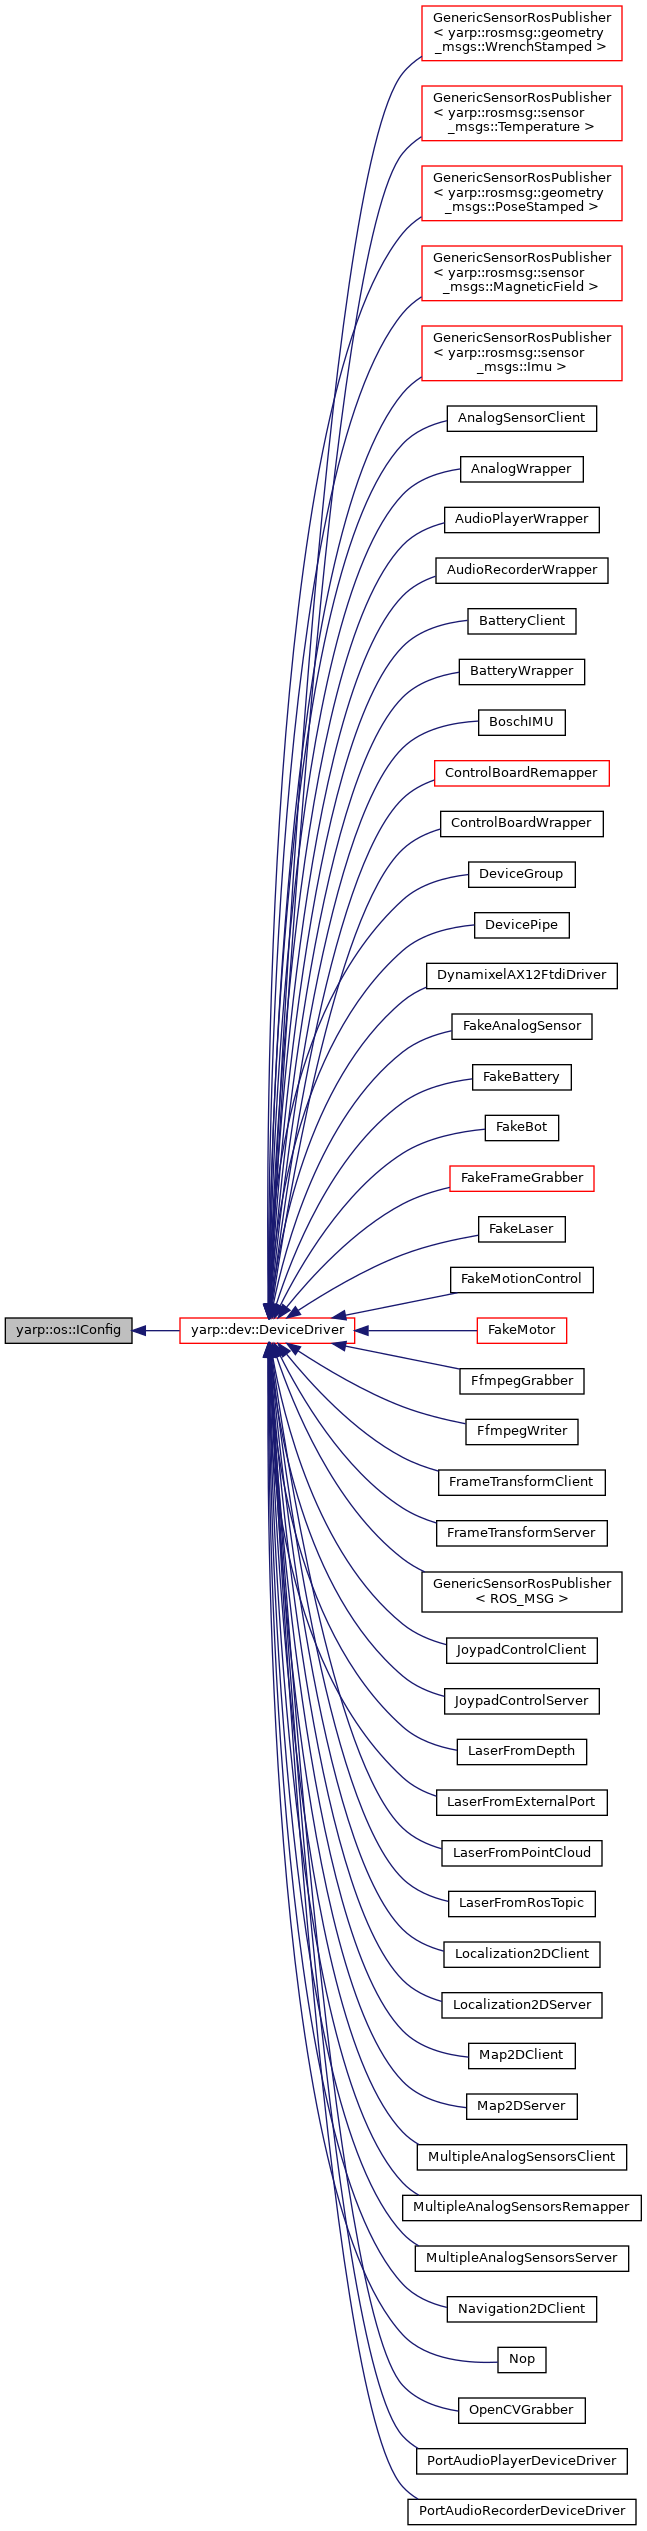 GenericSensorRosPublisher
< yarp::rosmsg::geometry
_msgs::WrenchStamped >
GenericSensorRosPublisher
< yarp::rosmsg::sensor
_msgs::Temperature >
GenericSensorRosPublisher
< yarp::rosmsg::geometry
_msgs::PoseStamped >
GenericSensorRosPublisher
< yarp::rosmsg::sensor
_msgs::MagneticField >
GenericSensorRosPublisher
< yarp::rosmsg::sensor
_msgs::Imu >
AnalogSensorClient
AnalogWrapper
AudioPlayerWrapper
AudioRecorderWrapper
BatteryClient
BatteryWrapper
BoschIMU
ControlBoardRemapper
ControlBoardWrapper
DeviceGroup
DevicePipe
DynamixelAX12FtdiDriver
FakeAnalogSensor
FakeBattery
FakeBot
FakeFrameGrabber
FakeLaser
FakeMotionControl
yarp::os::IConfig
yarp::dev::DeviceDriver
FakeMotor
FfmpegGrabber
FfmpegWriter
FrameTransformClient
FrameTransformServer
GenericSensorRosPublisher
< ROS_MSG >
JoypadControlClient
JoypadControlServer
LaserFromDepth
LaserFromExternalPort
LaserFromPointCloud
LaserFromRosTopic
Localization2DClient
Localization2DServer
Map2DClient
Map2DServer
MultipleAnalogSensorsClient
MultipleAnalogSensorsRemapper
MultipleAnalogSensorsServer
Navigation2DClient
Nop
OpenCVGrabber
PortAudioPlayerDeviceDriver
PortAudioRecorderDeviceDriver